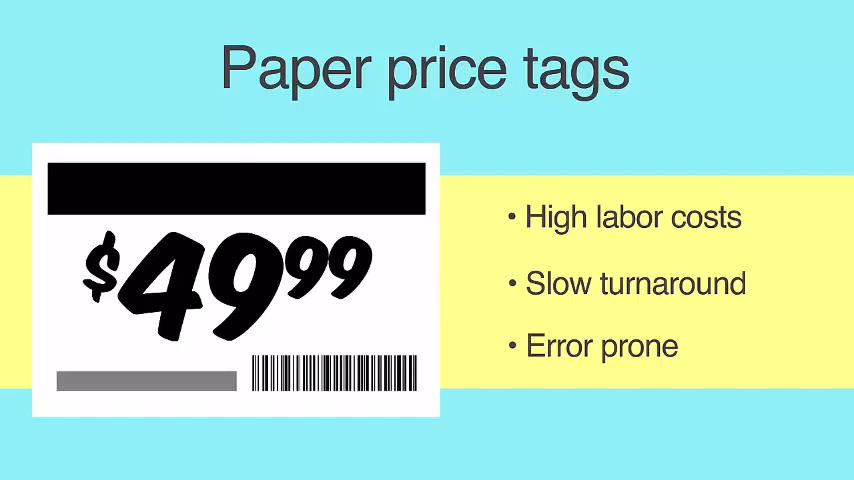 Paper price tags
$4999
• High labor costs
• Slow turnaround
• Error prone